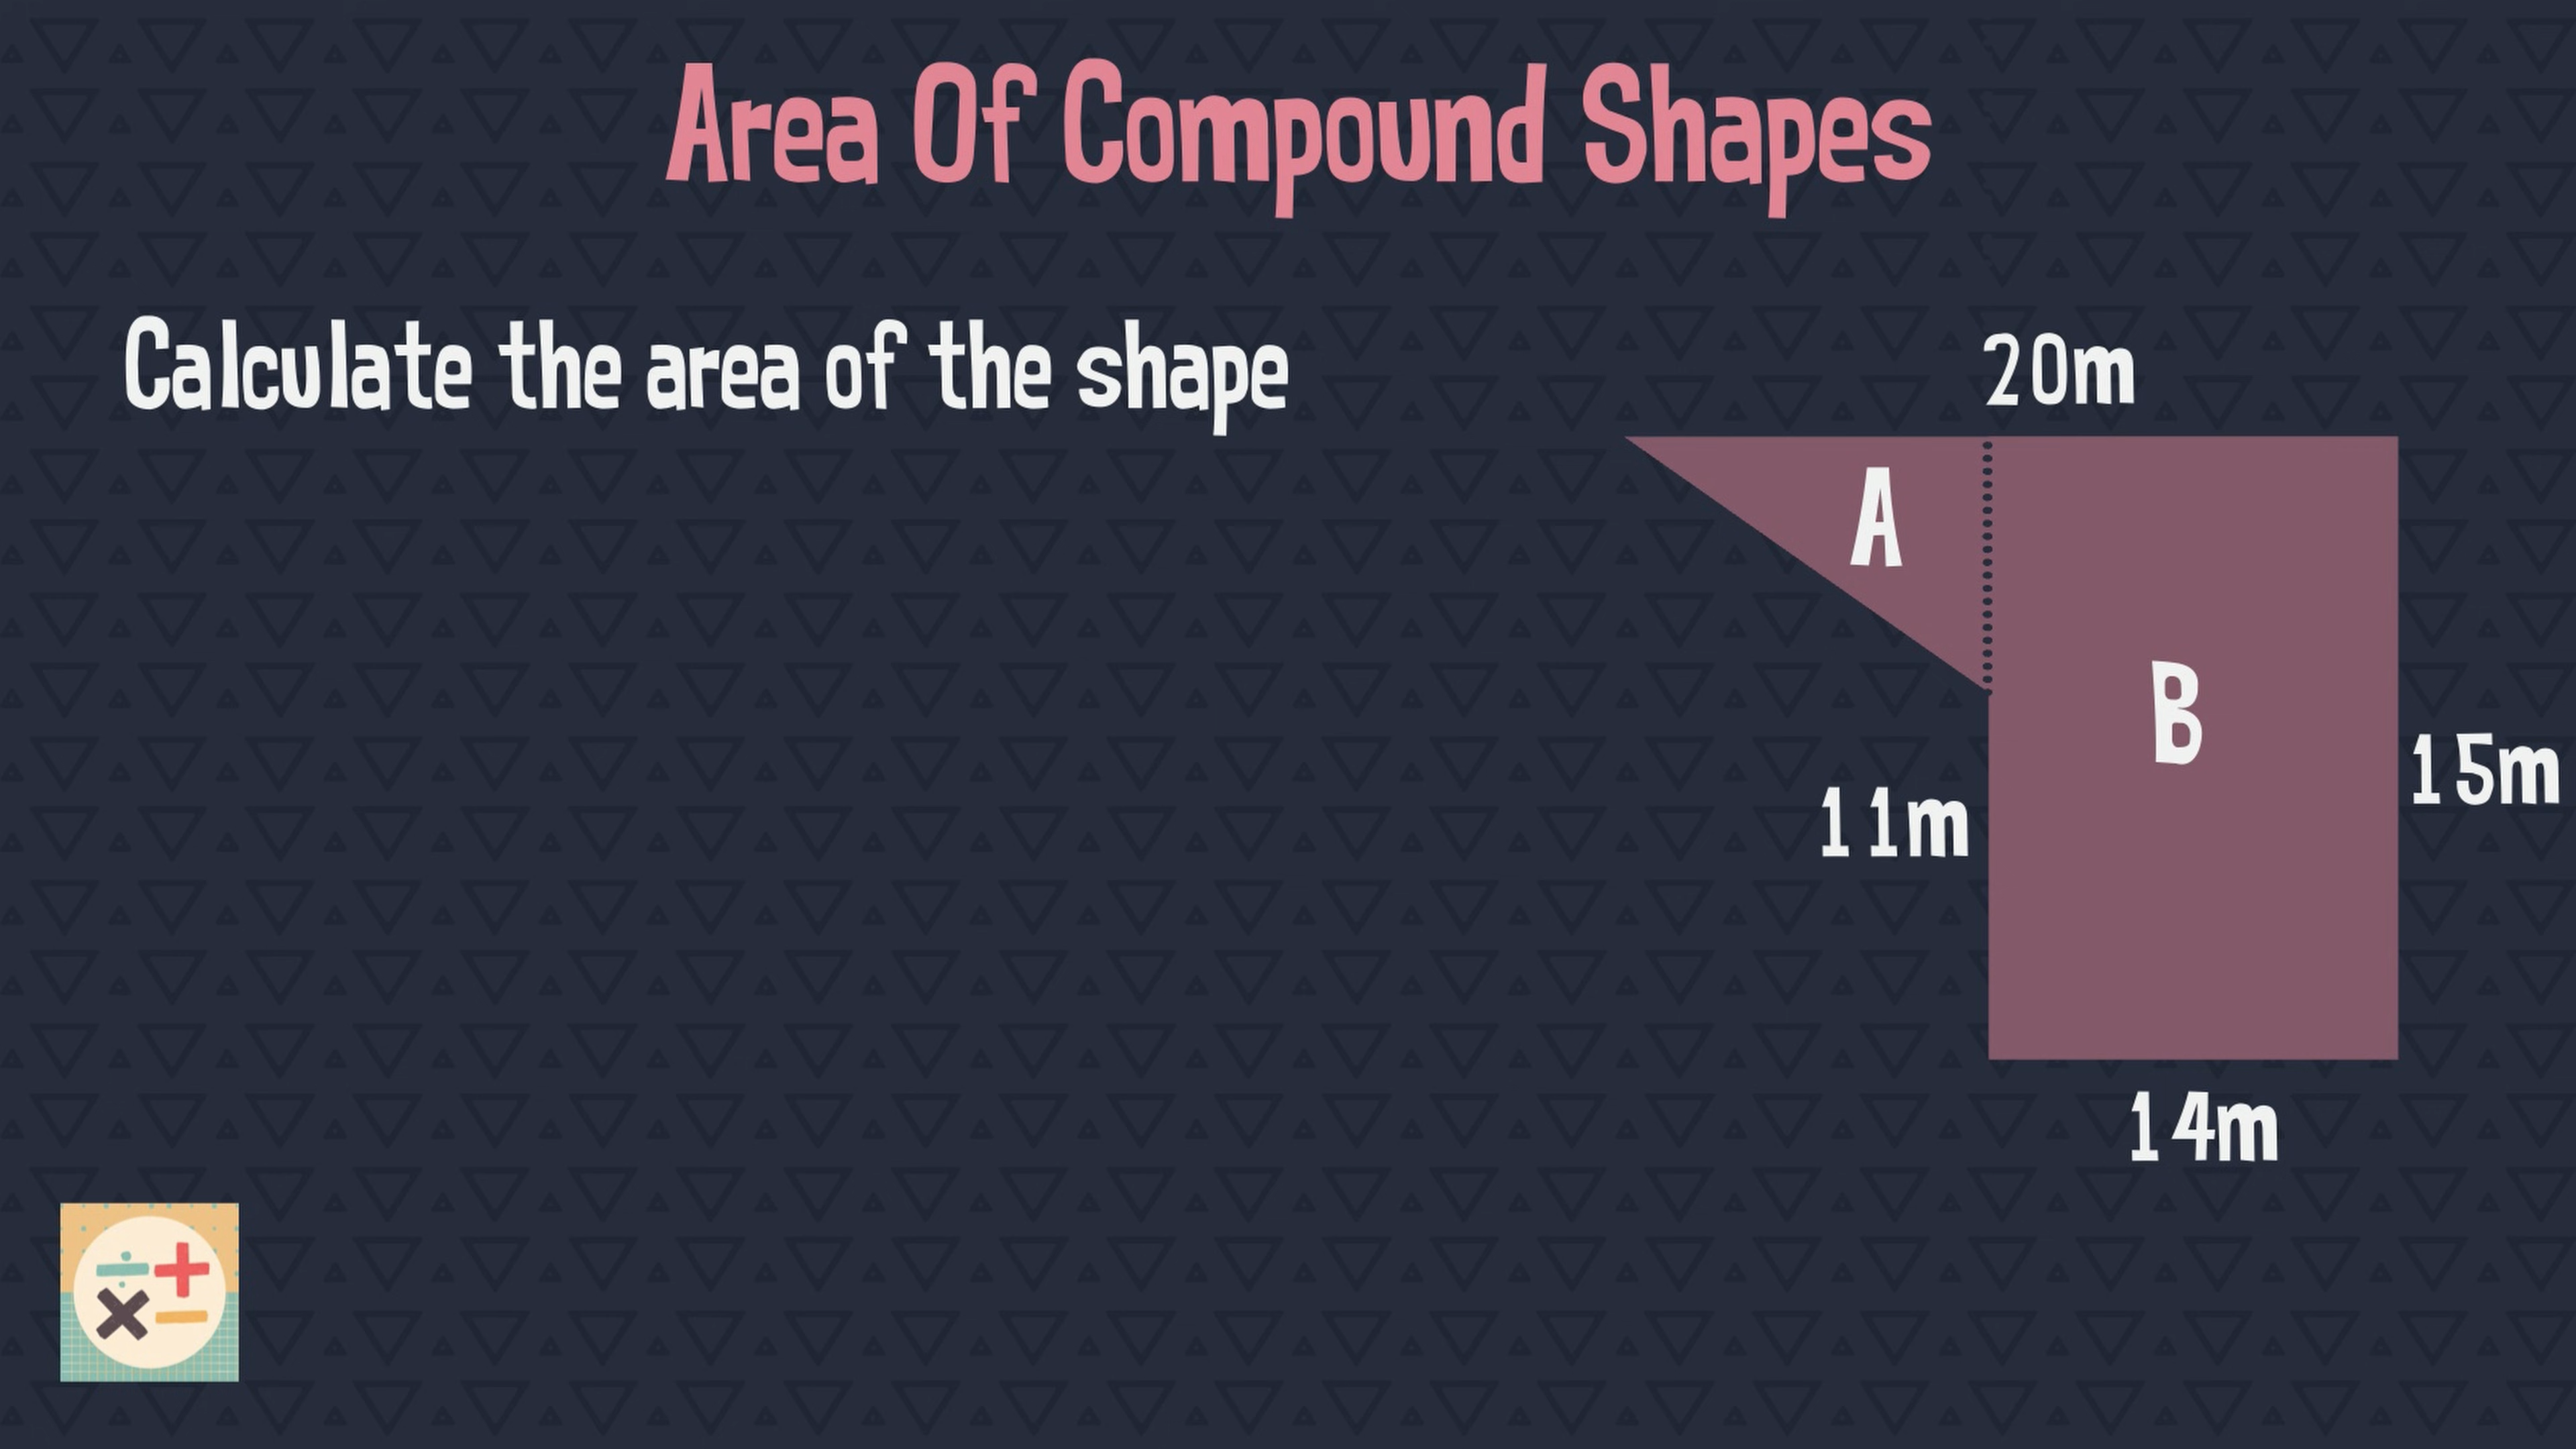 Area Of Compound Shapes
Calculate the area of the shape
20m
A
B
15m
11m
14m